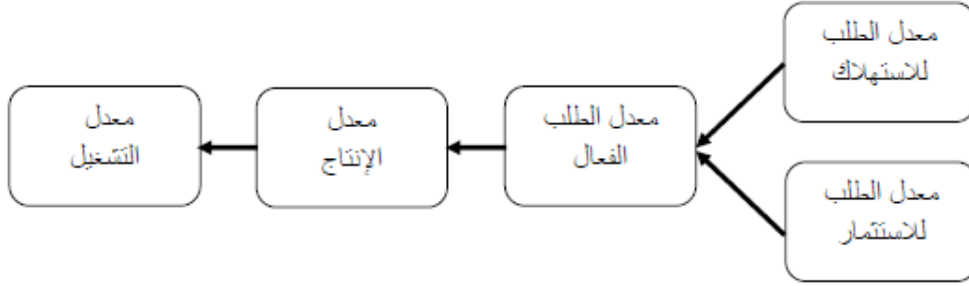 معدل الطلب
للاستهلاك
معدل الطلب
الفعال
معدل
الإنتاج
معدل
التشغيل
معدل الطلب
للاستثمار